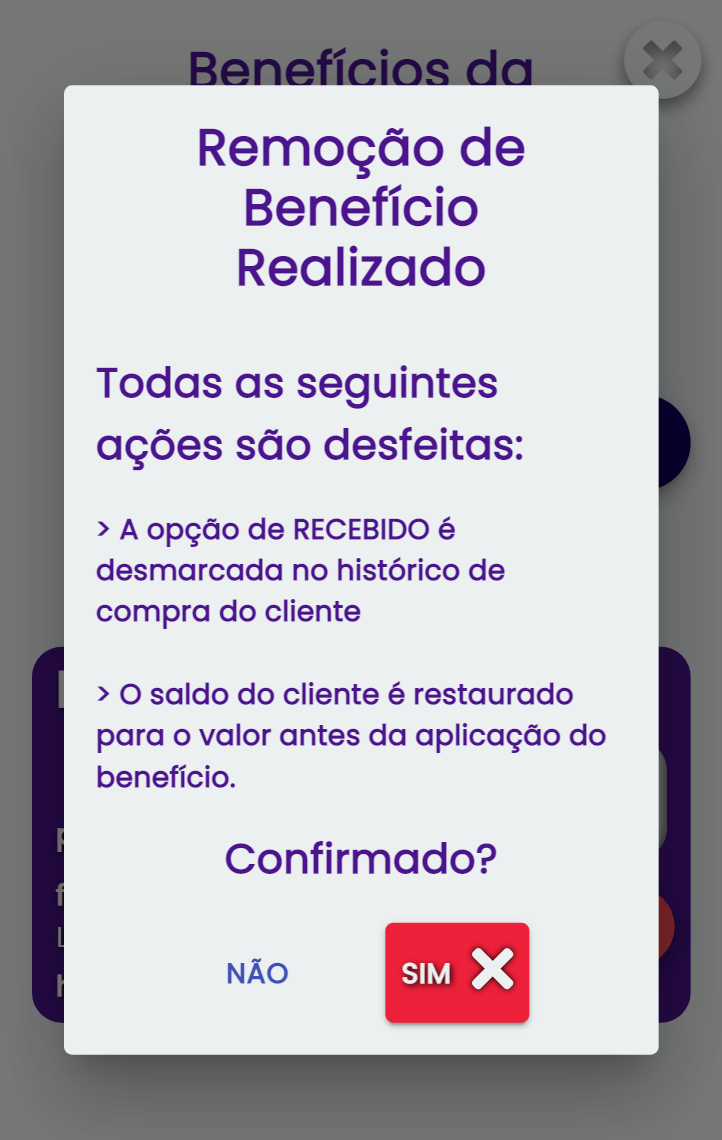 Benefícios da
Remoção de
Benefício
Realizado
Todas as seguintes
ações são desfeitas:
> A opção de RECEBIDO é
desmarcada no histórico de
compra do cliente
> O saldo do cliente é restaurado
para o valor antes da aplicação do
benefício.
Confirmado?
NÃO
SIM